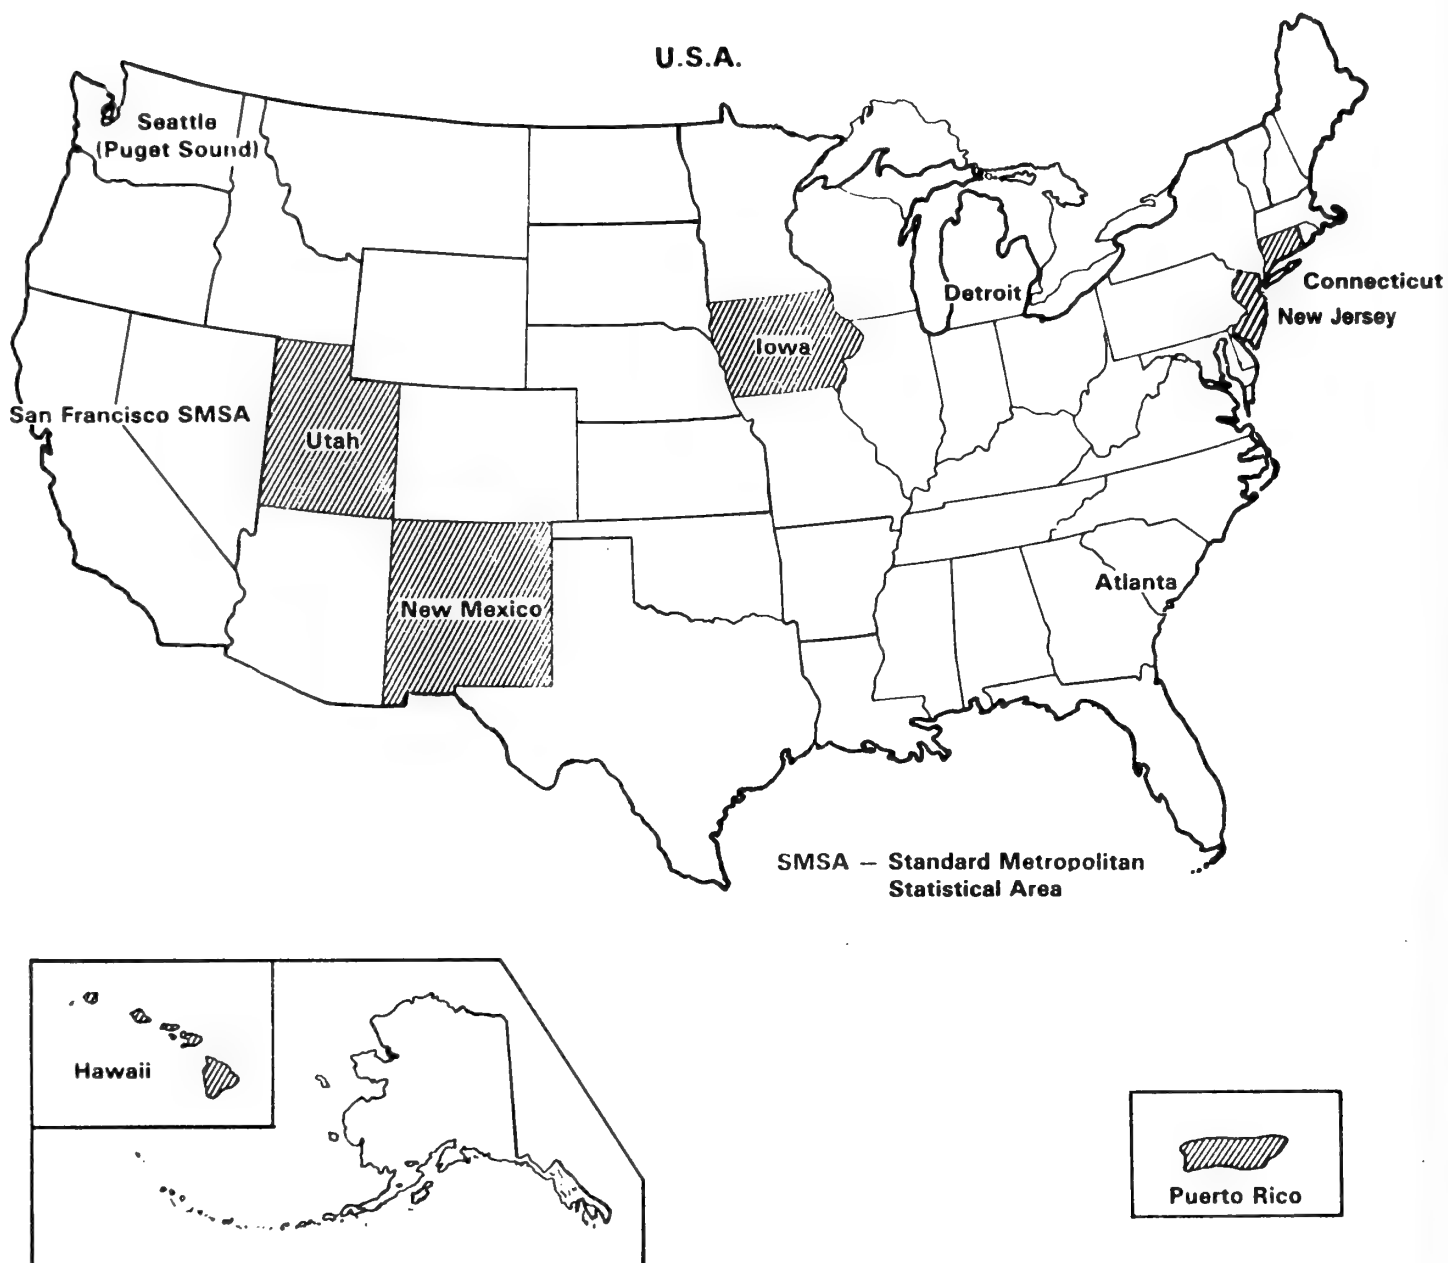 U.S.A.
Seattle
(Puget Sound)
Connecticut
Detroit
New Jersey
Iowa
San Francisco SMSA
Utah
Atlanta
New Mexico
SMSA — Standard Metropolitan
Statistical Area
Hawaii
Puerto Rico